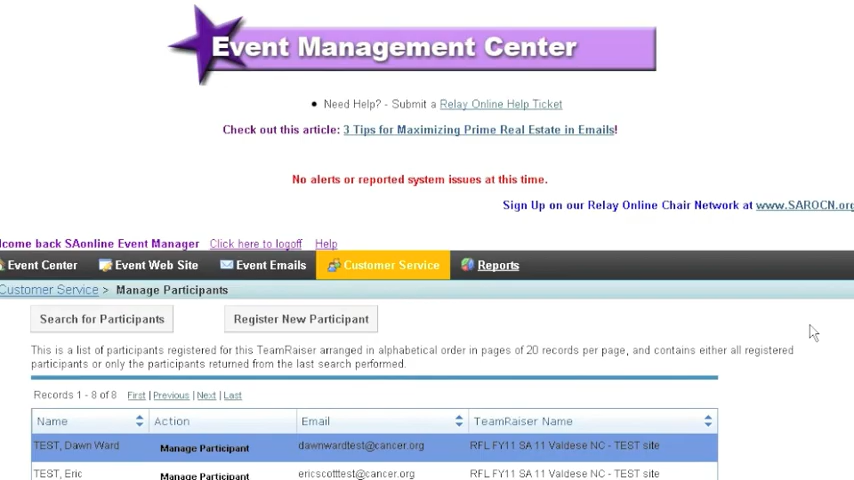 Event Management Center
• Need Help? - Submit a Relay Online Help Ticket
Check out this article: 3 Tips for Maximizing Prime Real Estate in Emails!
No alerts or reported system issues at this time.
Sign Up on our Relay Online Chair Network at www.SAROCN.org
lcome back SAonline Event Manager Click here to logoff Help
Event Center Event Web Site Event Emails Customer Service Reports
Customer Service > Manage Participants
Search for Participants Register New Participant
This is a list of participants registered for this TeamRaiser arranged in alphabetical order in pages of 20 records per page, and contains either all registered
participants or only the participants returned from the last search performed.
Records 1 - 8 of 8 First | Previous | Next | Last
Name Action Email TeamRaiser Name
TEST, Dawn Ward Manage Participant dawnwardtest@cancer.org RFL FY11 SA 11 Valdese NC - TEST site
TEST, Eric Manage Participant ericscotttest@cancer.org RFL FY11 SA 11 Valdese NC - TEST site